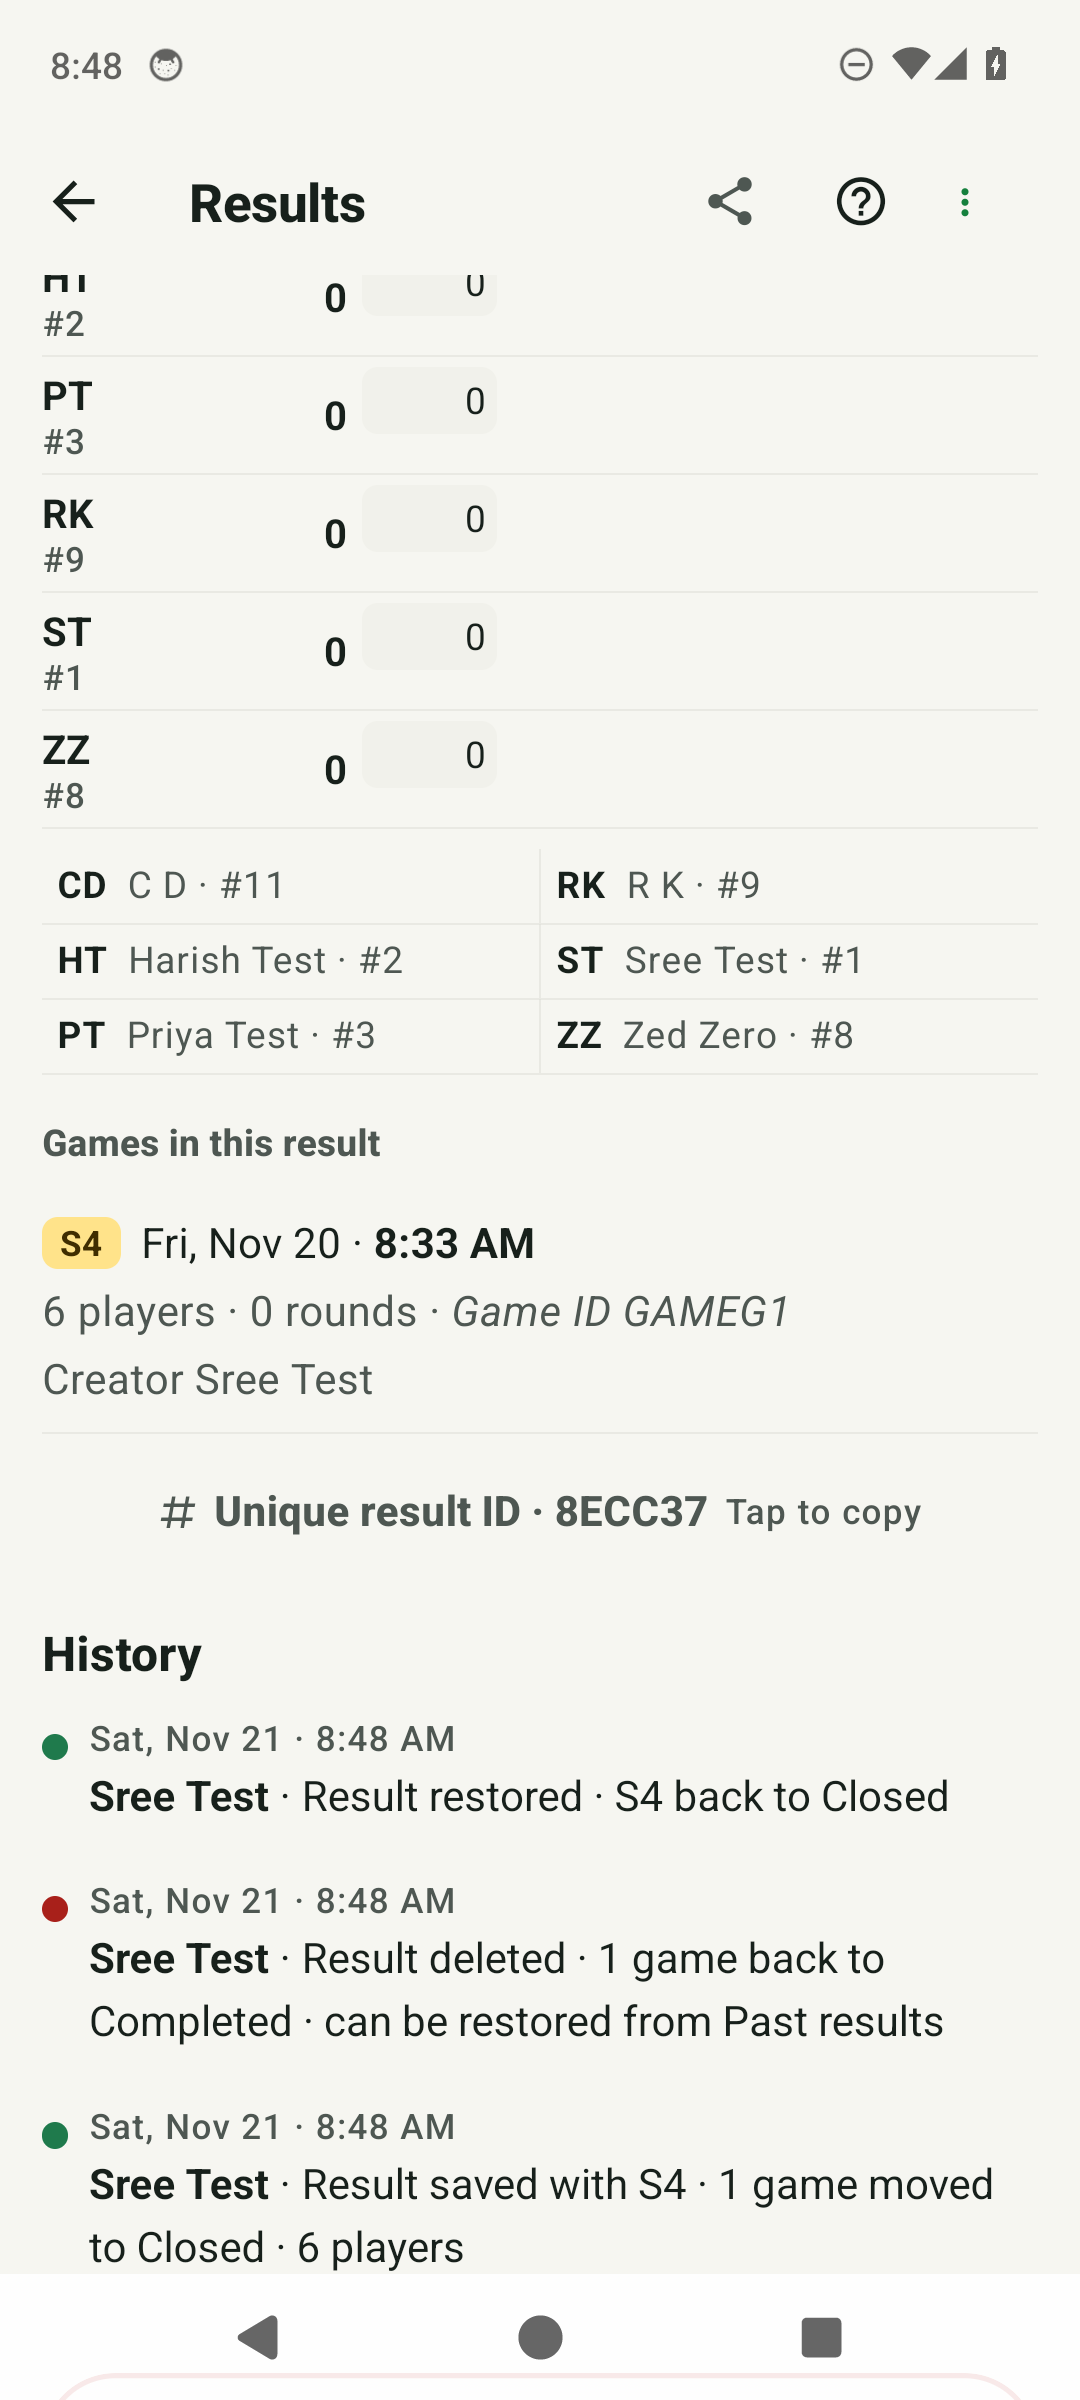 8:48
Results
HT
0 0
#2
PT
0 0
#3
RK
0 0
#9
ST
0 0
#1
ZZ
0 0
#8
CD C D · #11
RK R K · #9
HT Harish Test · #2
ST Sree Test · #1
PT Priya Test · #3
ZZ Zed Zero · #8
Games in this result
S4 Fri, Nov 20 · 8:33 AM
6 players · 0 rounds · Game ID GAMEG1
Creator Sree Test
# Unique result ID · 8ECC37 Tap to copy
History
Sat, Nov 21 · 8:48 AM
Sree Test · Result restored · S4 back to Closed
Sat, Nov 21 · 8:48 AM
Sree Test · Result deleted · 1 game back to
Completed · can be restored from Past results
Sat, Nov 21 · 8:48 AM
Sree Test · Result saved with S4 · 1 game moved
to Closed · 6 players